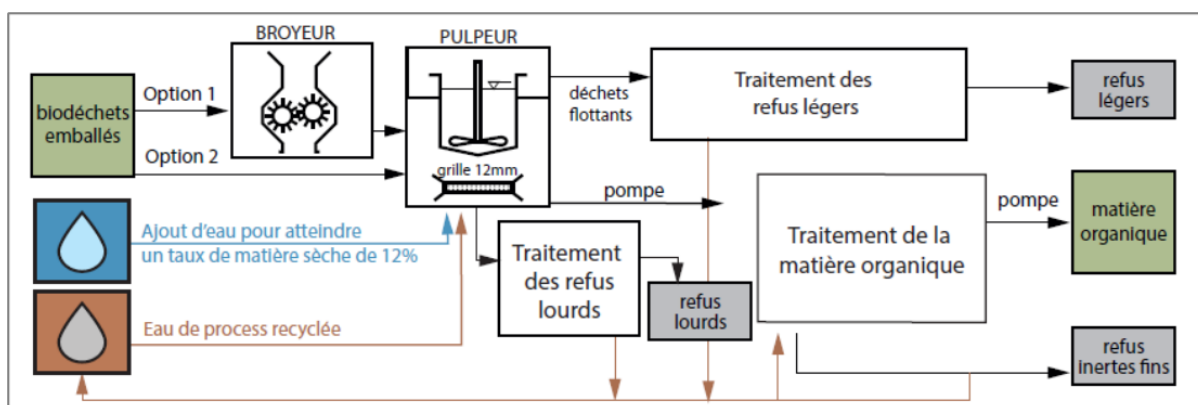 BROYEUR
PULPEUR
biodéchets
emballés
Option 1
Option 2
grille 12mm
déchets
flottants
Traitement des
refus légers
refus
légers
pompe
Traitement de la
matière organique
pompe
matière
organique
Ajout d'eau pour atteindre
un taux de matière sèche de 12%
Traitement
des refus
lourds
refus
lourds
Eau de process recyclée
refus
inertes fins